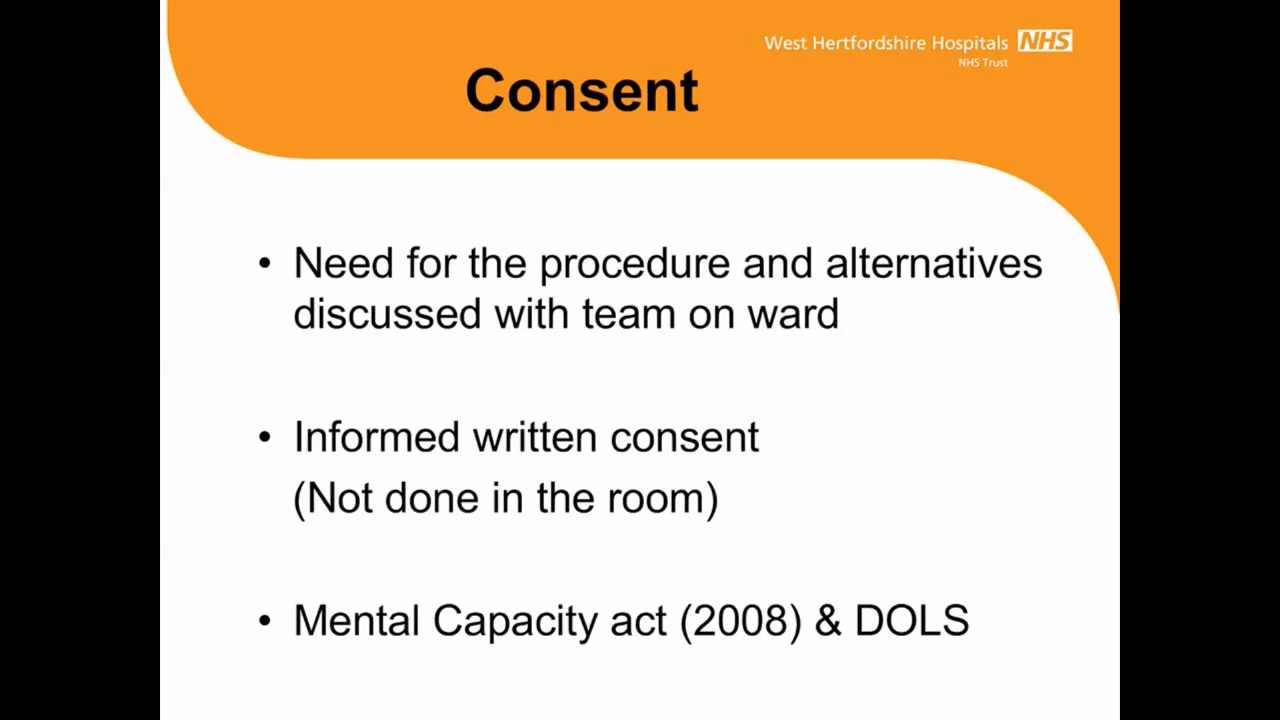 West Hertfordshire Hospitals NHS
NHS Trust
Consent
• Need for the procedure and alternatives
discussed with team on ward
• Informed written consent
(Not done in the room)
• Mental Capacity act (2008) & DOLS